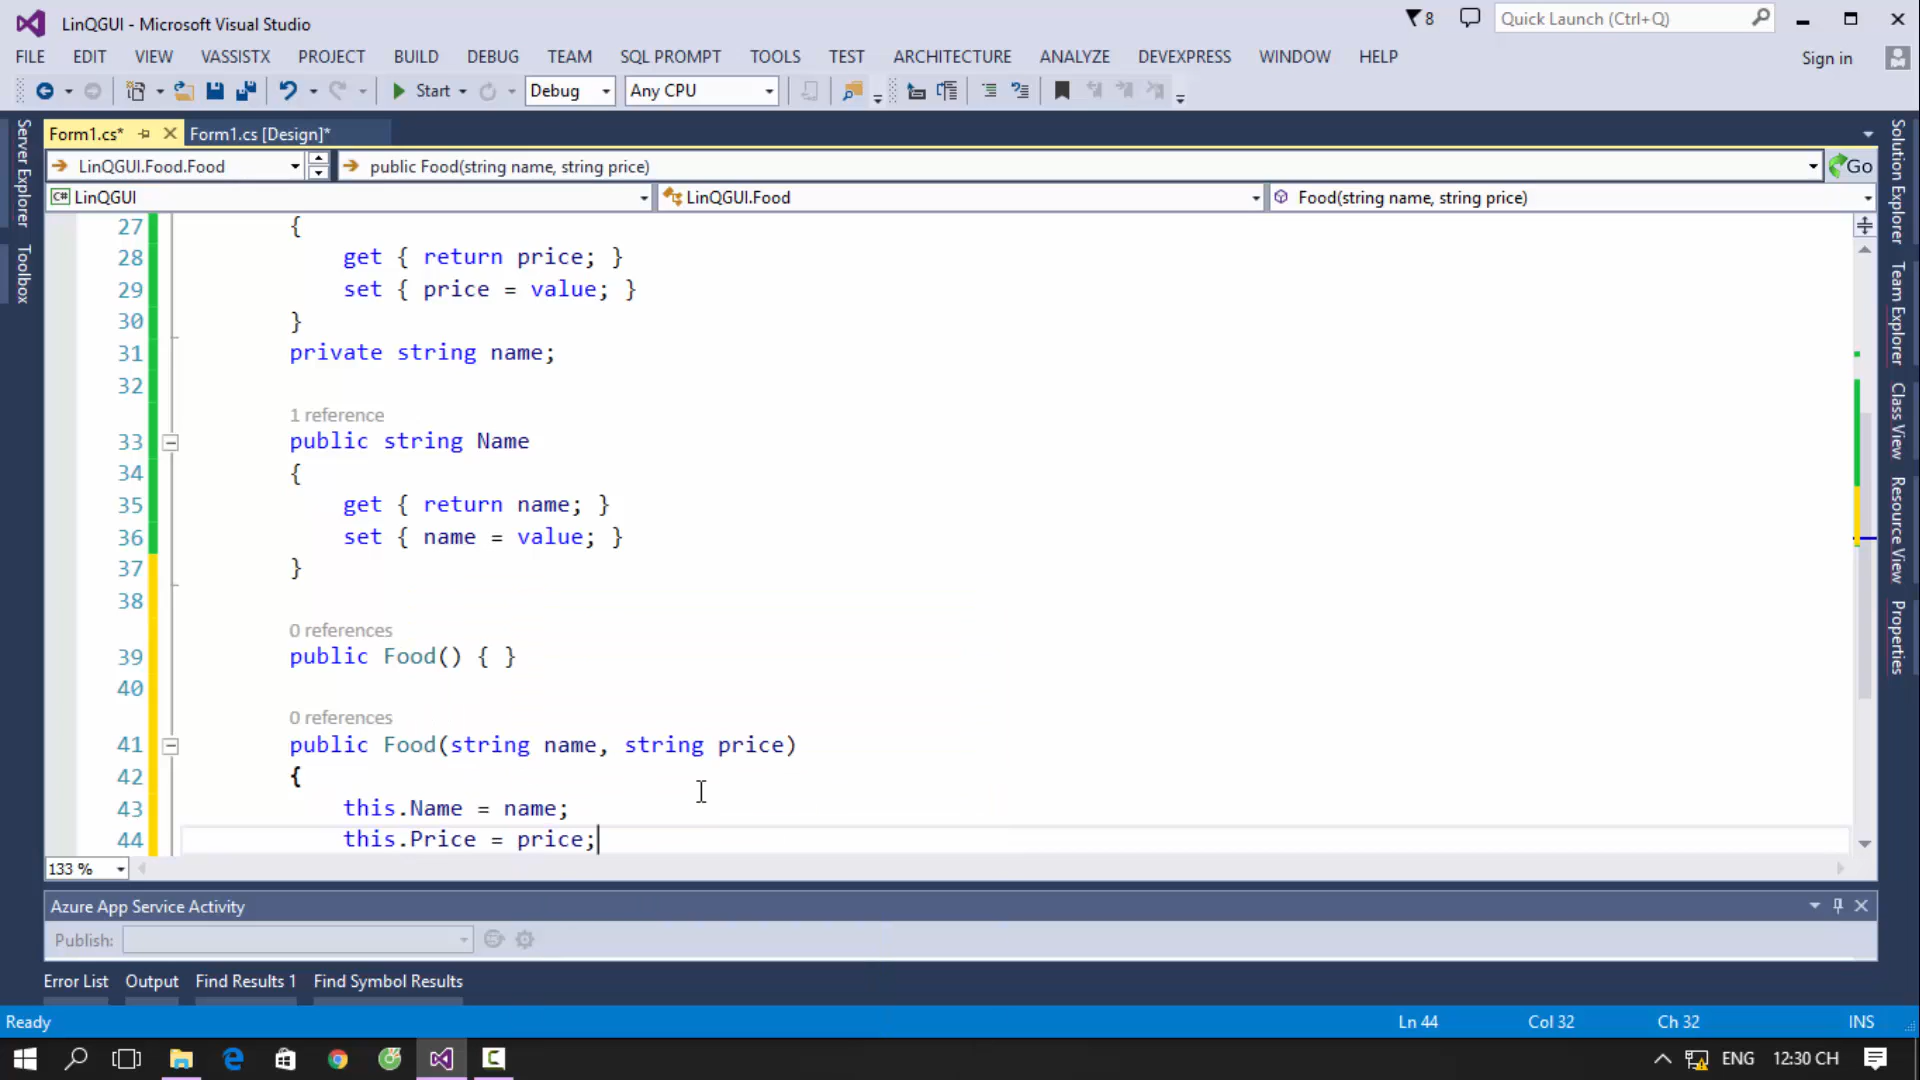 LinQGUI - Microsoft Visual Studio
8
Quick Launch (Ctrl+Q)
FILE EDIT VIEW VASSISTX PROJECT BUILD DEBUG TEAM SQL PROMPT TOOLS TEST ARCHITECTURE ANALYZE DEVEXPRESS WINDOW HELP
Sign in
Start Debug Any CPU
Form1.cs* Form1.cs [Design]*
LinQGUI.Food.Food public Food(string name, string price) Go
C# LinQGUI LinQGUI.Food Food(string name, string price)
Server Explorer
Toolbox
27 {
28 get { return price; }
29 set { price = value; }
30 }
31 private string name;
32
1 reference
33 public string Name
34 {
35 get { return name; }
36 set { name = value; }
37 }
38
0 references
39 public Food() { }
40
0 references
41 public Food(string name, string price)
42 {
43 this.Name = name;
44 this.Price = price;
133 %
Solution Explorer
Team Explorer
Class View
Resource View
Properties
Azure App Service Activity
Publish:
Error List Output Find Results 1 Find Symbol Results
Ready Ln 44 Col 32 Ch 32 INS
ENG 12:30 CH